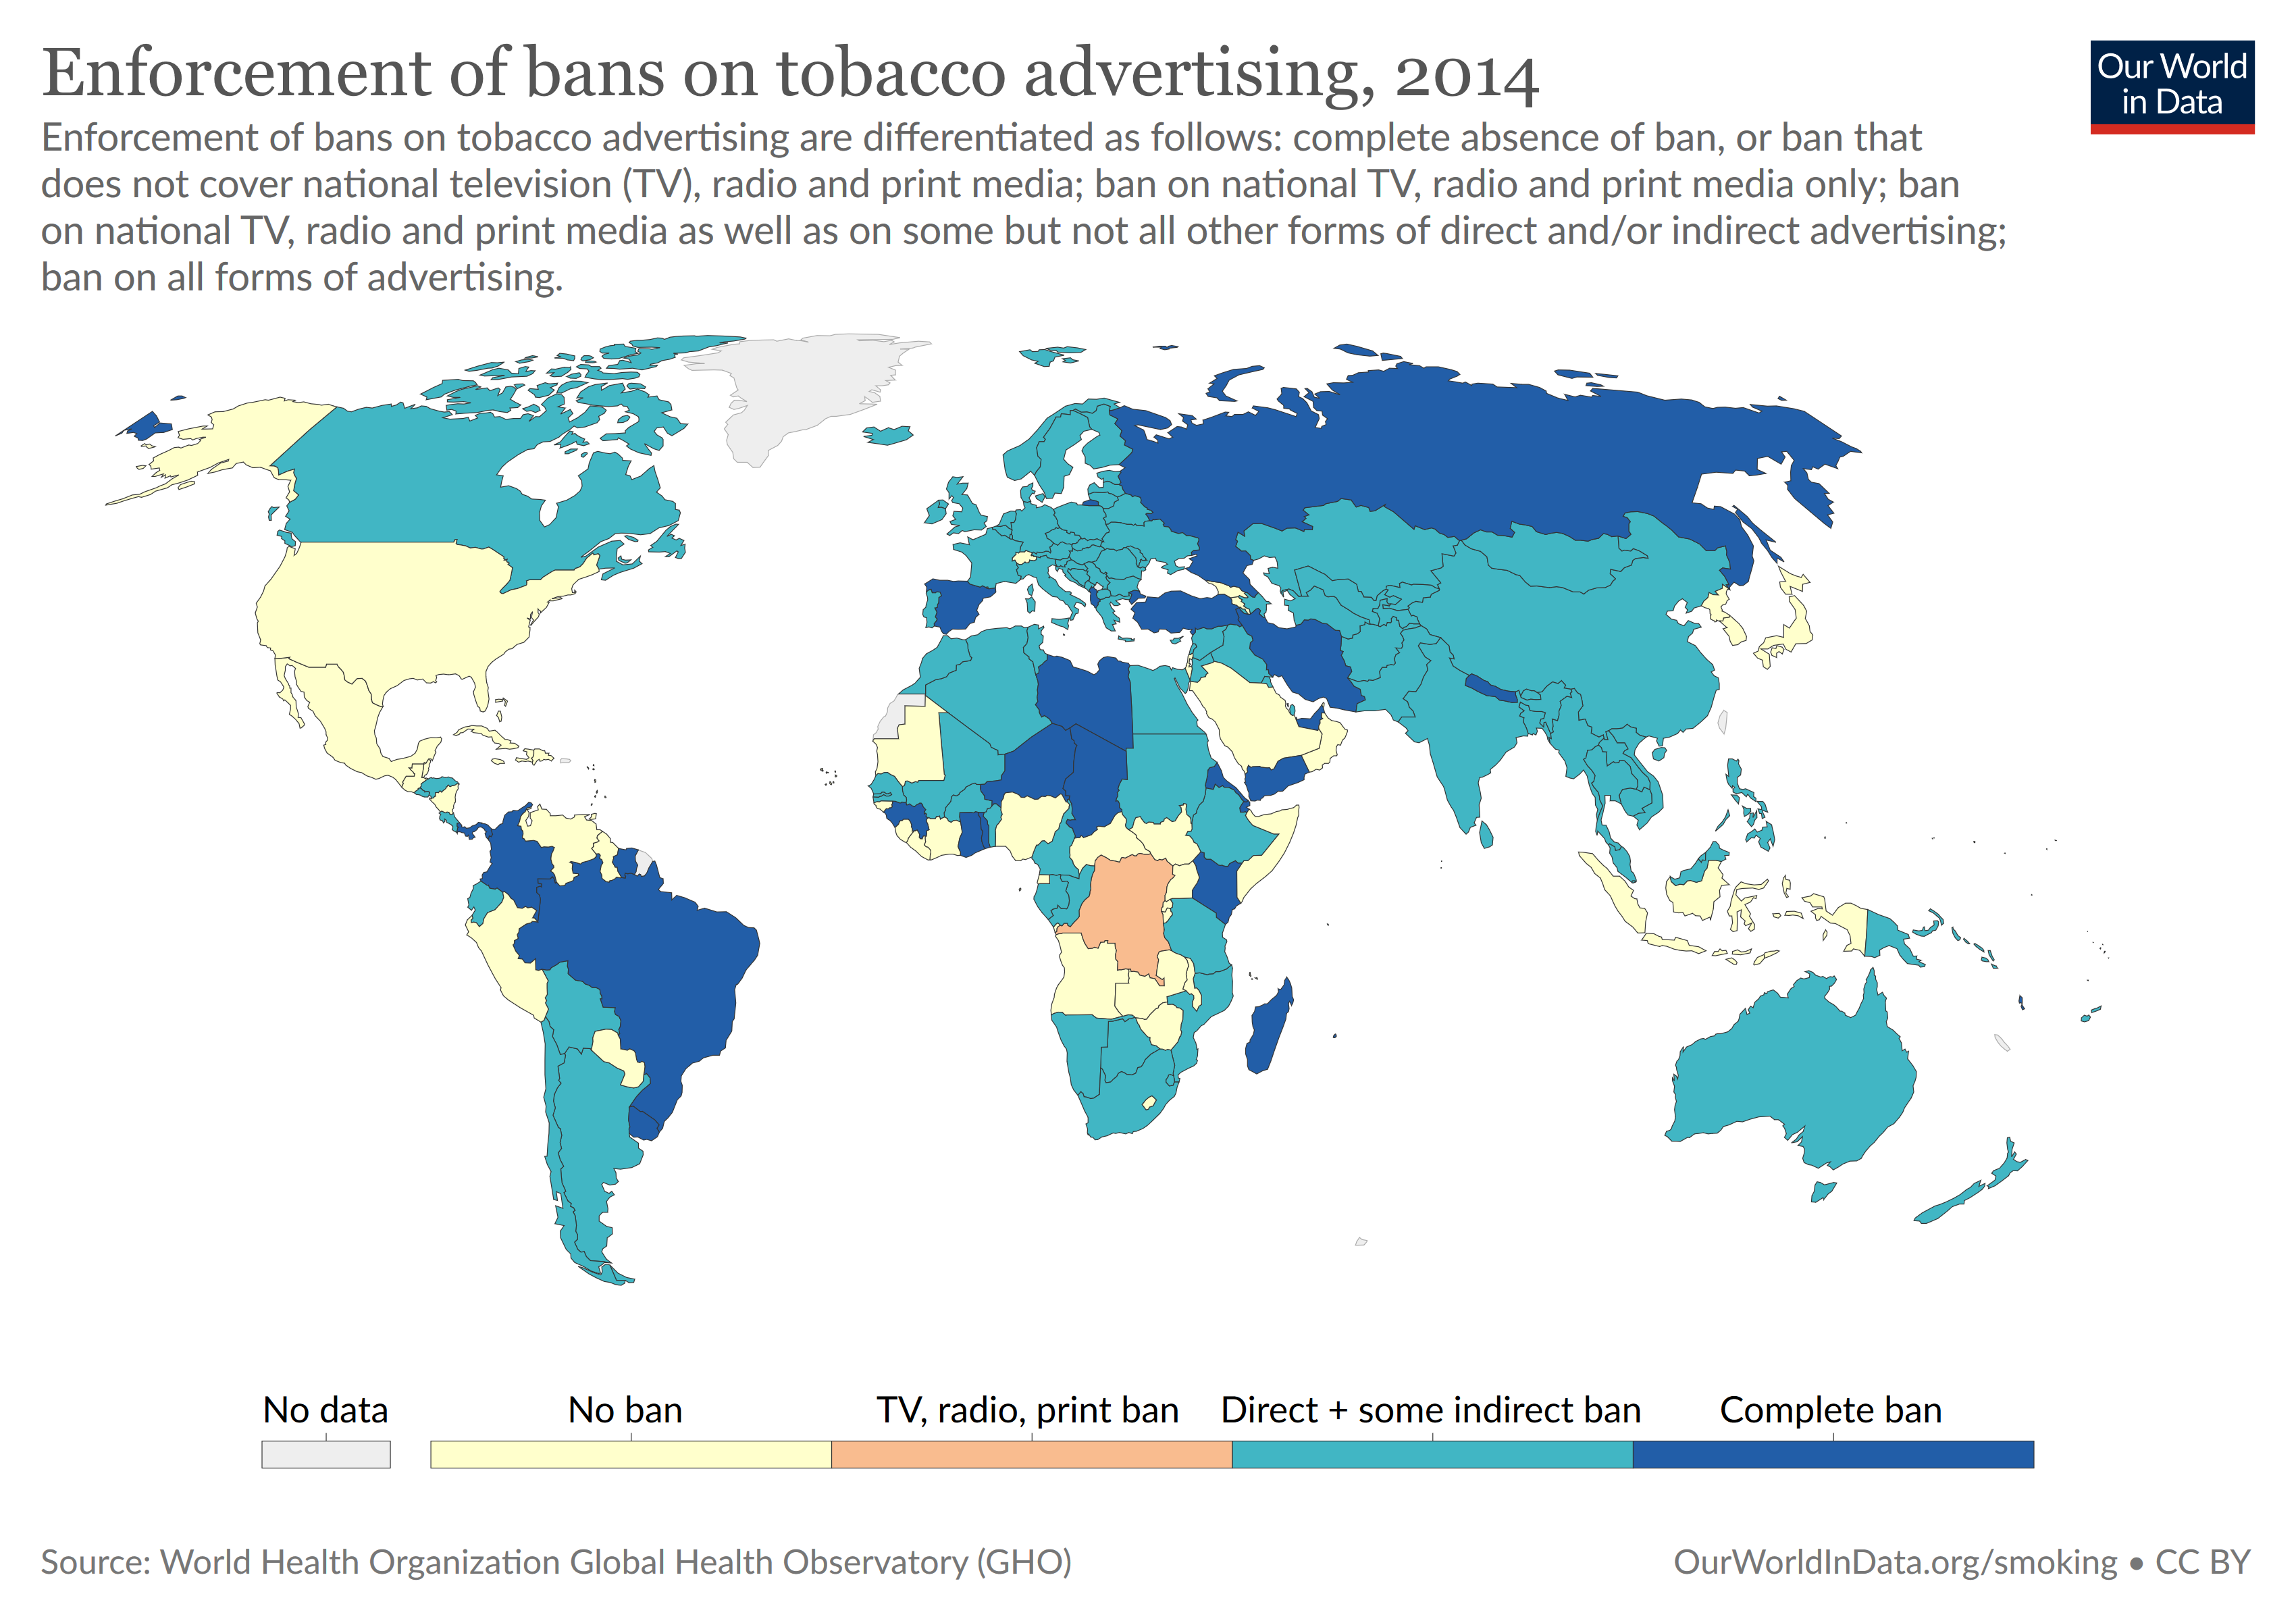 Enforcement of bans on tobacco advertising, 2014
Our World
in Data
Enforcement of bans on tobacco advertising are differentiated as follows: complete absence of ban, or ban that
does not cover national television (TV), radio and print media; ban on national TV, radio and print media only; ban
on national TV, radio and print media as well as on some but not all other forms of direct and/or indirect advertising;
ban on all forms of advertising.
No data
No ban
TV, radio, print ban
Direct + some indirect ban
Complete ban
Source: World Health Organization Global Health Observatory (GHO)
OurWorldInData.org/smoking • CC BY